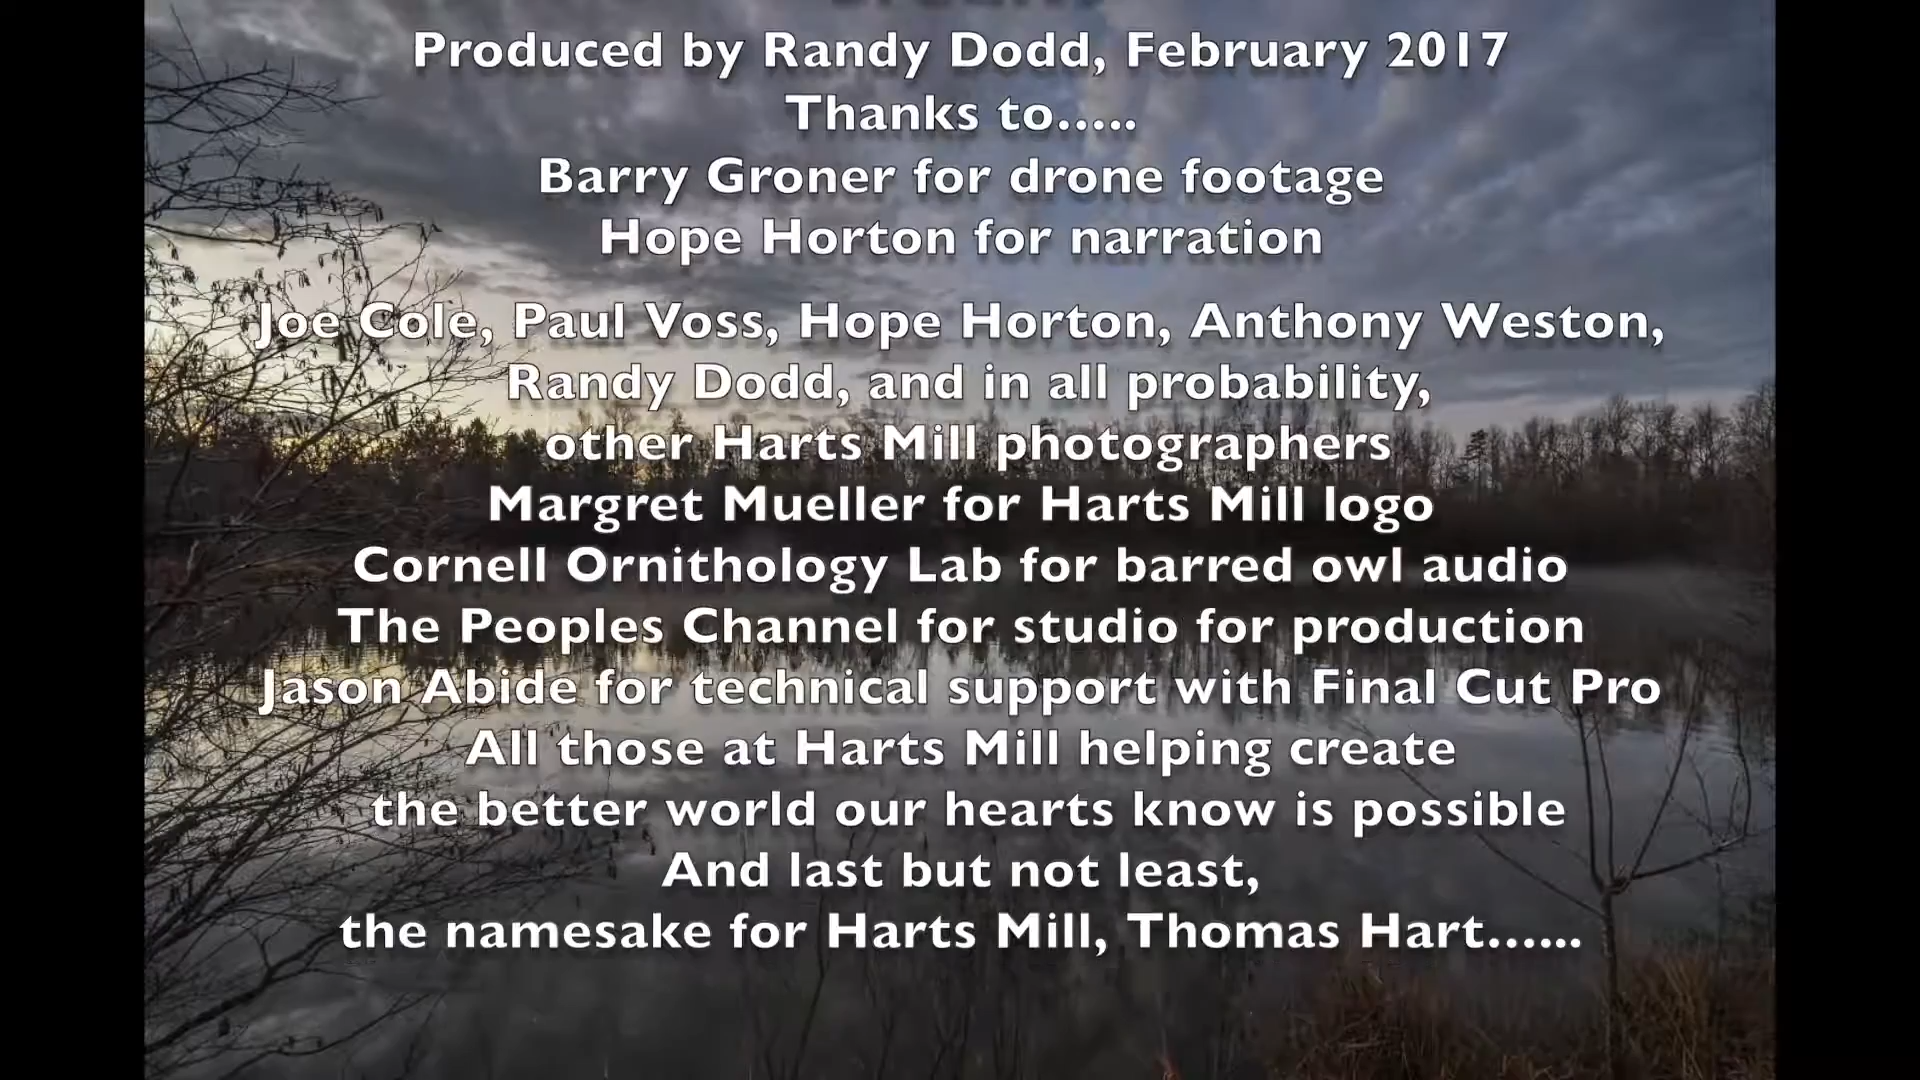 Produced by Randy Dodd, February 2017
Thanks to.....
Barry Groner for drone footage
Hope Horton for narration
Joe Cole, Paul Voss, Hope Horton, Anthony Weston,
Randy Dodd, and in all probability,
other Harts Mill photographers
Margret Mueller for Harts Mill logo
Cornell Ornithology Lab for barred owl audio
The Peoples Channel for studio for production
Jason Abide for technical support with Final Cut Pro
All those at Harts Mill helping create
the better world our hearts know is possible
And last but not least,
the namesake for Harts Mill, Thomas Hart......